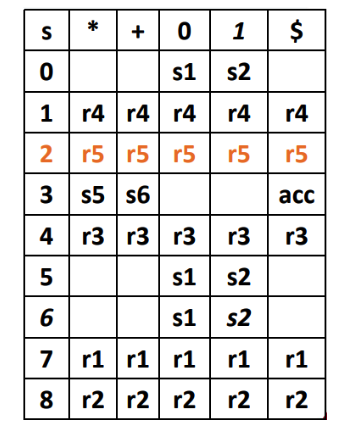 s * + 0 1 $
0 s1 s2
1 r4 r4 r4 r4 r4
2 r5 r5 r5 r5 r5
3 s5 s6 acc
4 r3 r3 r3 r3 r3
5 s1 s2
6 s1 s2
7 r1 r1 r1 r1 r1
8 r2 r2 r2 r2 r2